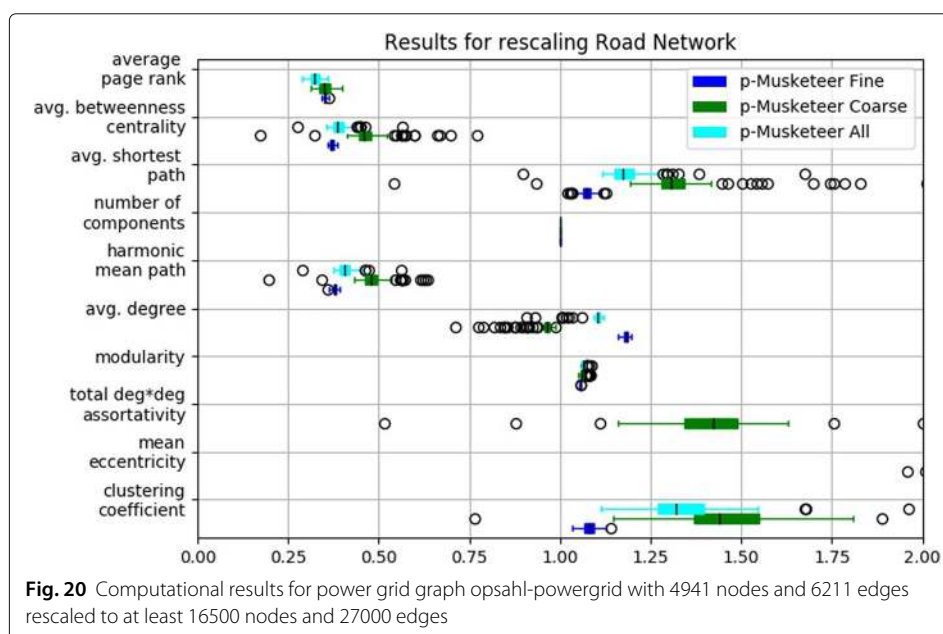 Results for rescaling Road Network
average
page rank
avg. betweenness
centrality
avg. shortest
path
number of
components
harmonic
mean path
avg. degree
modularity
total deg*deg
assortativity
mean
eccentricity
clustering
coefficient
p-Musketeer Fine
p-Musketeer Coarse
p-Musketeer All
0.00 0.25 0.50 0.75 1.00 1.25 1.50 1.75 2.00
Fig. 20 Computational results for power grid graph opsahl-powergrid with 4941 nodes and 6211 edges
rescaled to at least 16500 nodes and 27000 edges